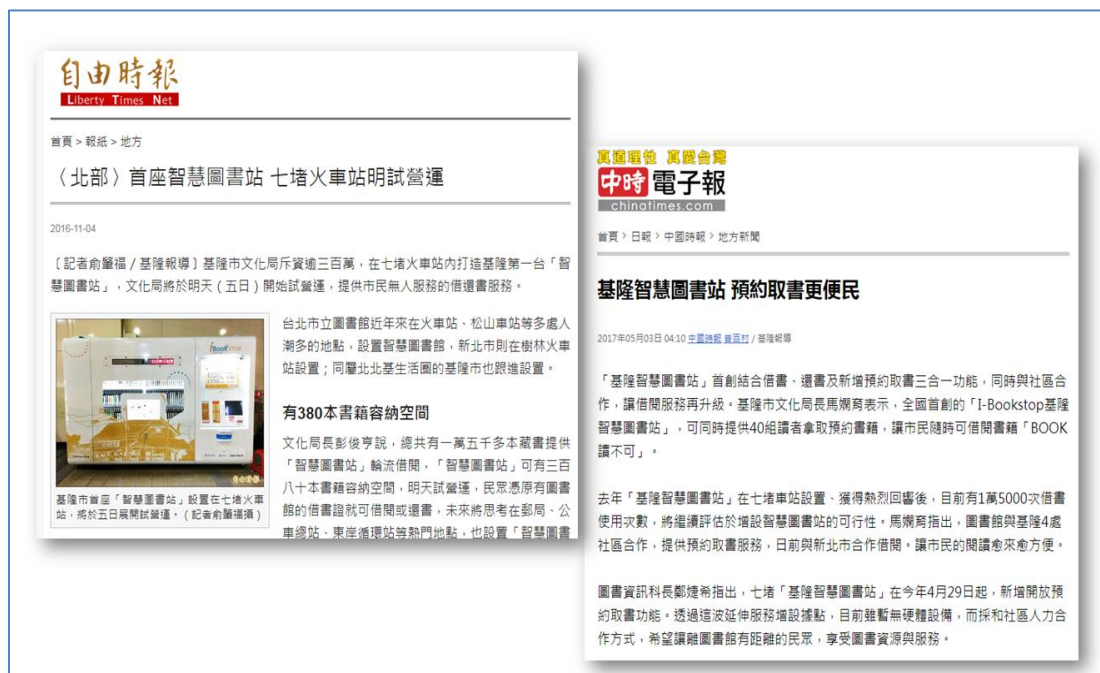 自由時報
Liberty Times Net
首頁 > 報紙 > 地方
〈北部〉首座智慧圖書站 七堵火車站明試營運
2016-11-04
〔記者俞肇福/基隆報導〕基隆市文化局斥資逾三百萬，在七堵火車站內打造基隆第一台「智
慧圖書站」，文化局將於明天（五日）開始試營運，提供市民無人服務的借還書服務。
iBookstop
自由時報
基隆市首座「智慧圖書站」設置在七堵火車
站，將於五日展開試營運。（記者俞肇福攝）
台北市立圖書館近年來在火車站、松山車站等多處人
潮多的地點，設置智慧圖書館，新北市則在樹林火車
站設置；同屬北北基生活圈的基隆市也跟進設置。
有380本書籍容納空間
文化局長彭俊亨說，總共有一萬五千多本藏書提供
「智慧圖書站」輪流借閱，「智慧圖書站」可有三百
八十本書籍容納空間，明天試營運，民眾憑原有圖書
館的借書證就可借閱或還書，未來將思考在郵局、公
車總站、東岸循環站等熱門地點，也設置「智慧圖書
真道理性 真愛台灣
中時電子報
chinatimes.com
首頁 > 日報 > 中國時報 > 地方新聞
基隆智慧圖書站 預約取書更便民
2017年05月03日 04:10 中國時報 曾百村 / 基隆報導
「基隆智慧圖書站」首創結合借書、還書及新增預約取書三合一功能，同時與社區合
作，讓借閱服務再升級。基隆市文化局長馬嫻育表示，全國首創的「I-Bookstop基隆
智慧圖書站」，可同時提供40組讀者拿取預約書籍，讓市民隨時可借閱書籍「BOOK
讀不可」。
去年「基隆智慧圖書站」在七堵車站設置、獲得熱烈回響後，目前有1萬5000次借書
使用次數，將繼續評估於增設智慧圖書站的可行性。馬嫻育指出，圖書館與基隆4處
社區合作，提供預約取書服務，日前與新北市合作借閱。讓市民的閱讀愈來愈方便。
圖書資訊科長鄭婕希指出，七堵「基隆智慧圖書站」在今年4月29日起，新增開放預
約取書功能。透過這波延伸服務增設據點，目前雖暫無硬體設備，而採和社區人力合
作方式，希望讓離圖書館有距離的民眾，享受圖書資源與服務。